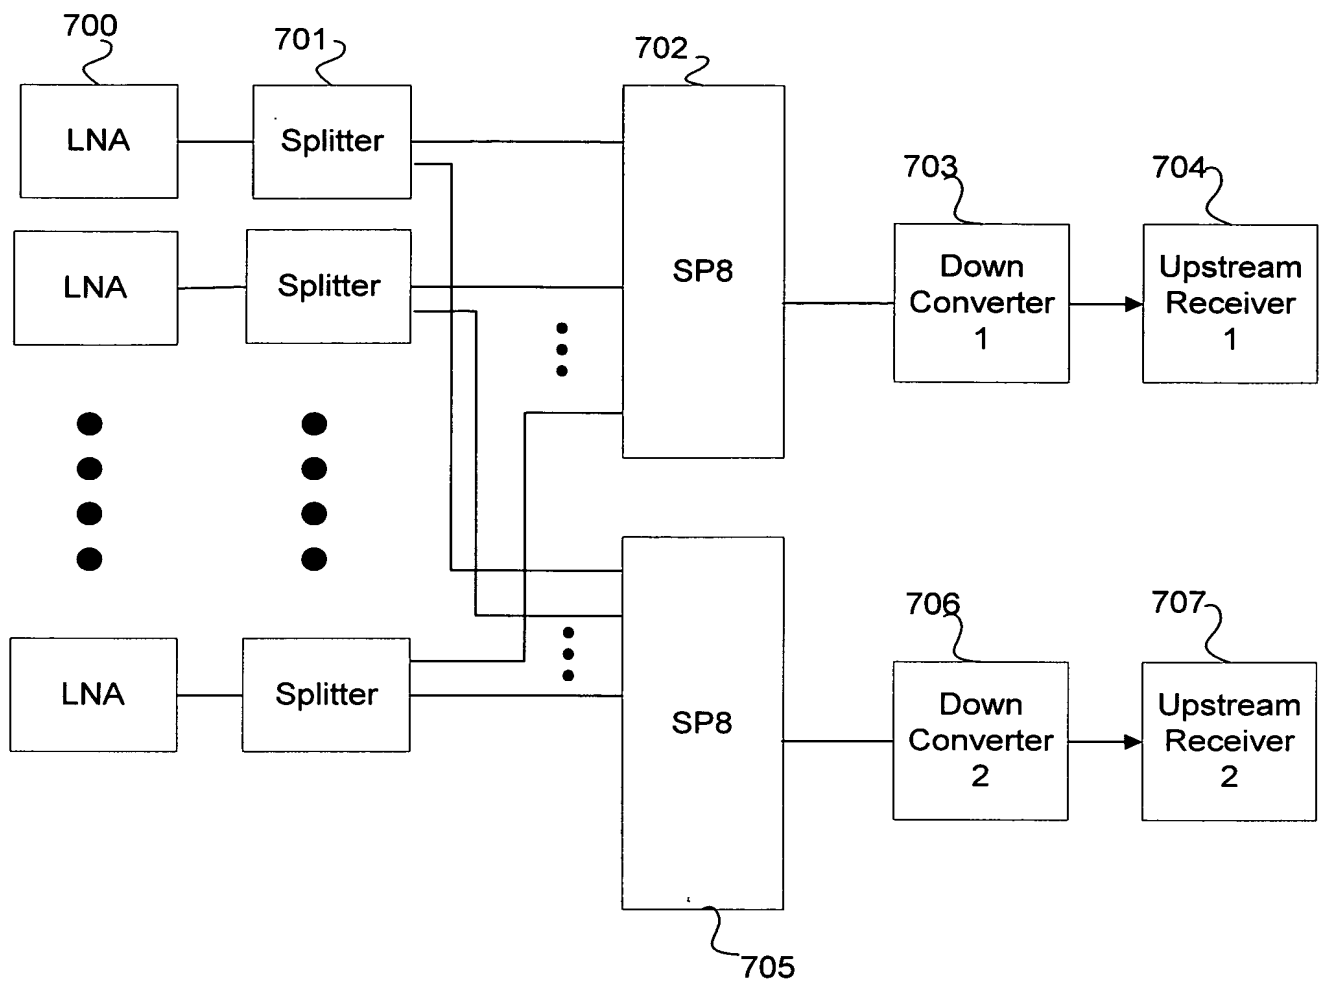 700
701
702
LNA
Splitter
SP8
703
704
Down
Converter
1
Upstream
Receiver
1
LNA
Splitter
LNA
Splitter
SP8
706
707
Down
Converter
2
Upstream
Receiver
2
705